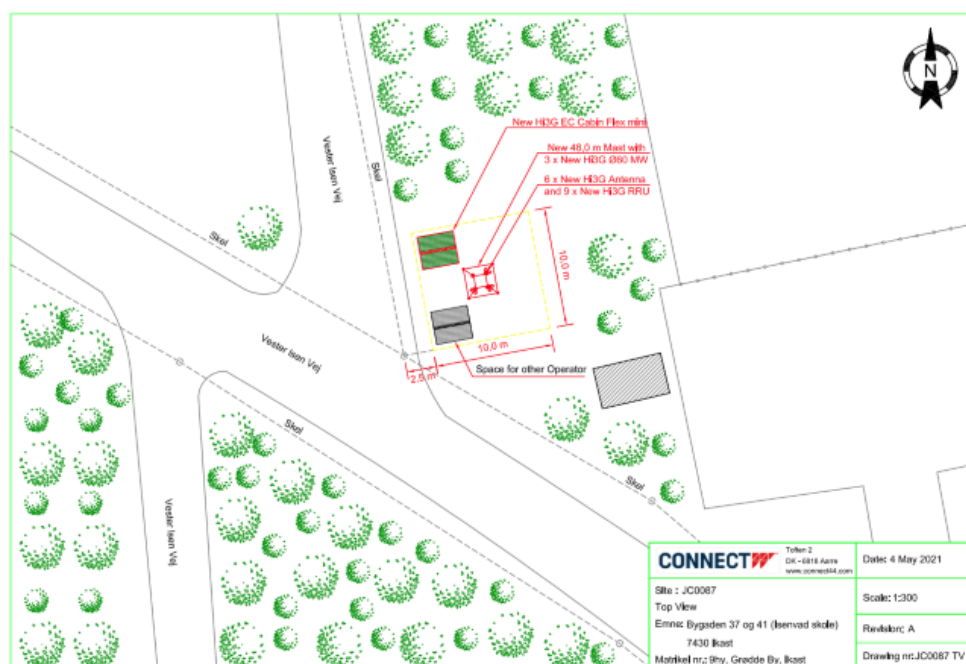 N
New Hi3G EC Cabin Flex mini
New 48,0 m Mast with
3 x New Hi3G Ø60 MW
6 x New Hi3G Antenna
and 9 x New Hi3G RRU
Vester Isen Vej
Skel
Skel
10,0 m
10,0 m
2,5 m
Space for other Operator
Vester Isen Vej
Skel
Skel
Vester Isen Vej
CONNECT
Toften 2
DK - 6818 Aarre
www.connect44.com
Date: 4 May 2021
Site : JC0087
Top View
Emne: Bygaden 37 og 41 (Isenvad skole)
7430 Ikast
Matrikel nr.: 9hy, Grødde By, Ikast
Scale: 1:300
Revision: A
Drawing nr: JC0087 TV